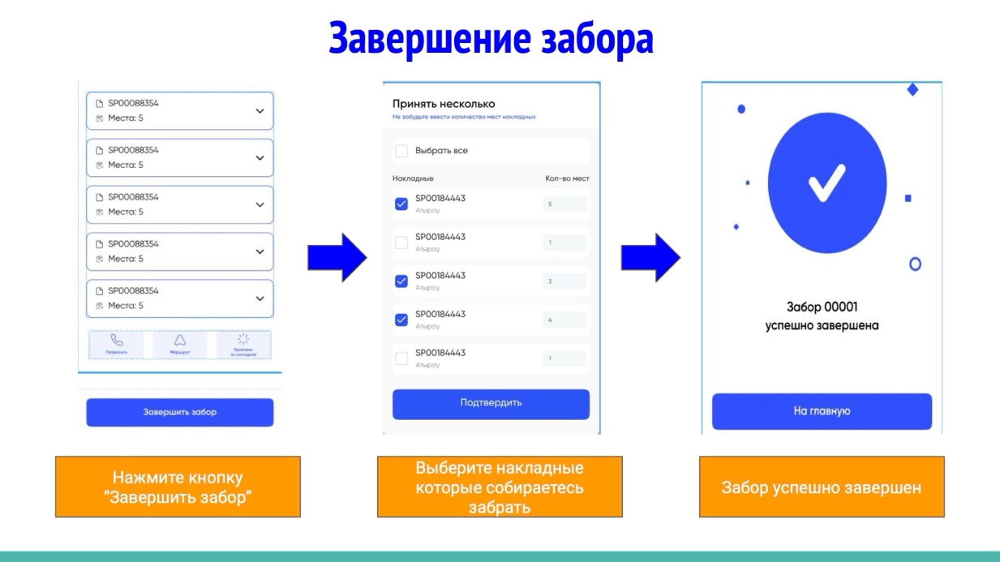 Завершение забора
SP00088354
Места: 5
SP00088354
Места: 5
SP00088354
Места: 5
SP00088354
Места: 5
SP00088354
Места: 5
Позвонить
Маршрут
Проблемы
по накладной
Завершить забор
Нажмите кнопку
“Завершить забор”
Принять несколько
Не забудьте ввести количество мест накладных
Выбрать все
Накладные Кол-во мест
SP00184443
Атырау
5
SP00184443
Атырау
1
SP00184443
Атырау
3
SP00184443
Атырау
4
SP00184443
Атырау
1
Подтвердить
Выберите накладные
которые собираетесь
забрать
Забор 00001
успешно завершена
На главную
Забор успешно завершен